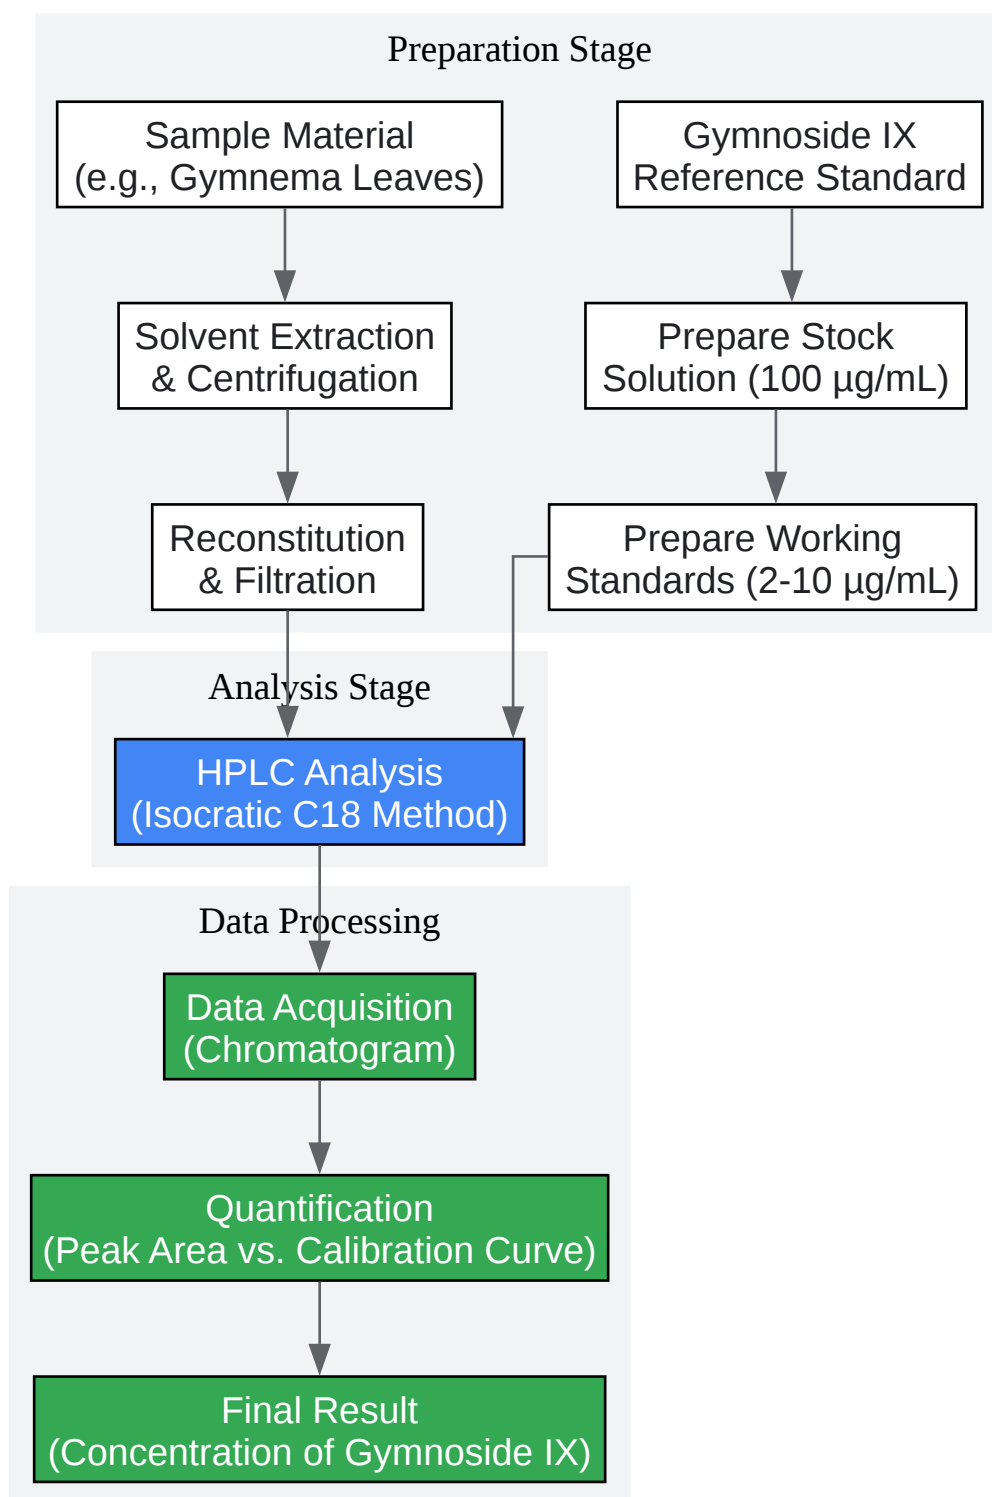 Preparation Stage
Sample Material
(e.g., Gymnema Leaves)
Gymnoside IX
Reference Standard
Solvent Extraction
& Centrifugation
Prepare Stock
Solution (100 µg/mL)
Reconstitution
& Filtration
Prepare Working
Standards (2-10 µg/mL)
Analysis Stage
HPLC Analysis
(Isocratic C18 Method)
Data Processing
Data Acquisition
(Chromatogram)
Quantification
(Peak Area vs. Calibration Curve)
Final Result
(Concentration of Gymnoside IX)